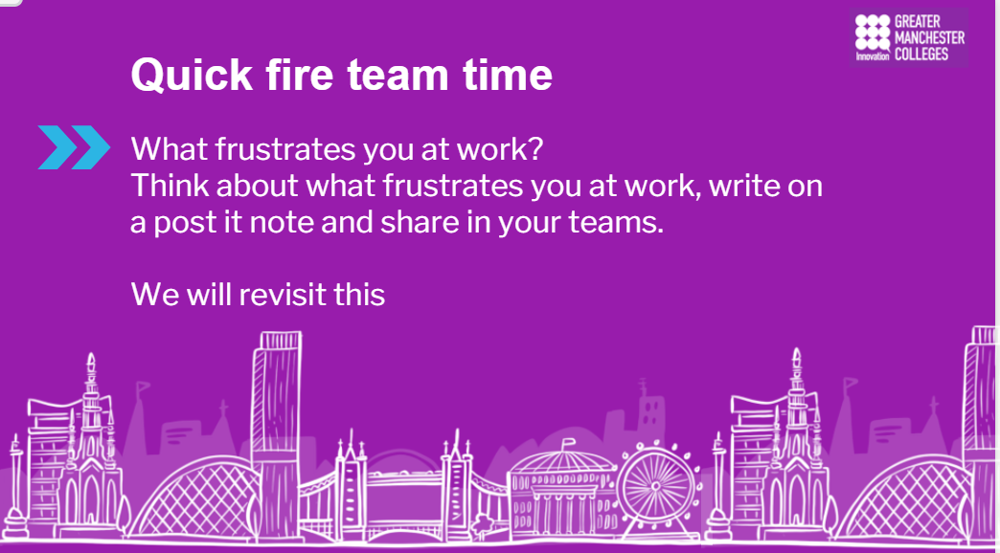 GREATER
MANCHESTER
Innovation COLLEGES
Quick fire team time
What frustrates you at work?
Think about what frustrates you at work, write on
a post it note and share in your teams.
We will revisit this